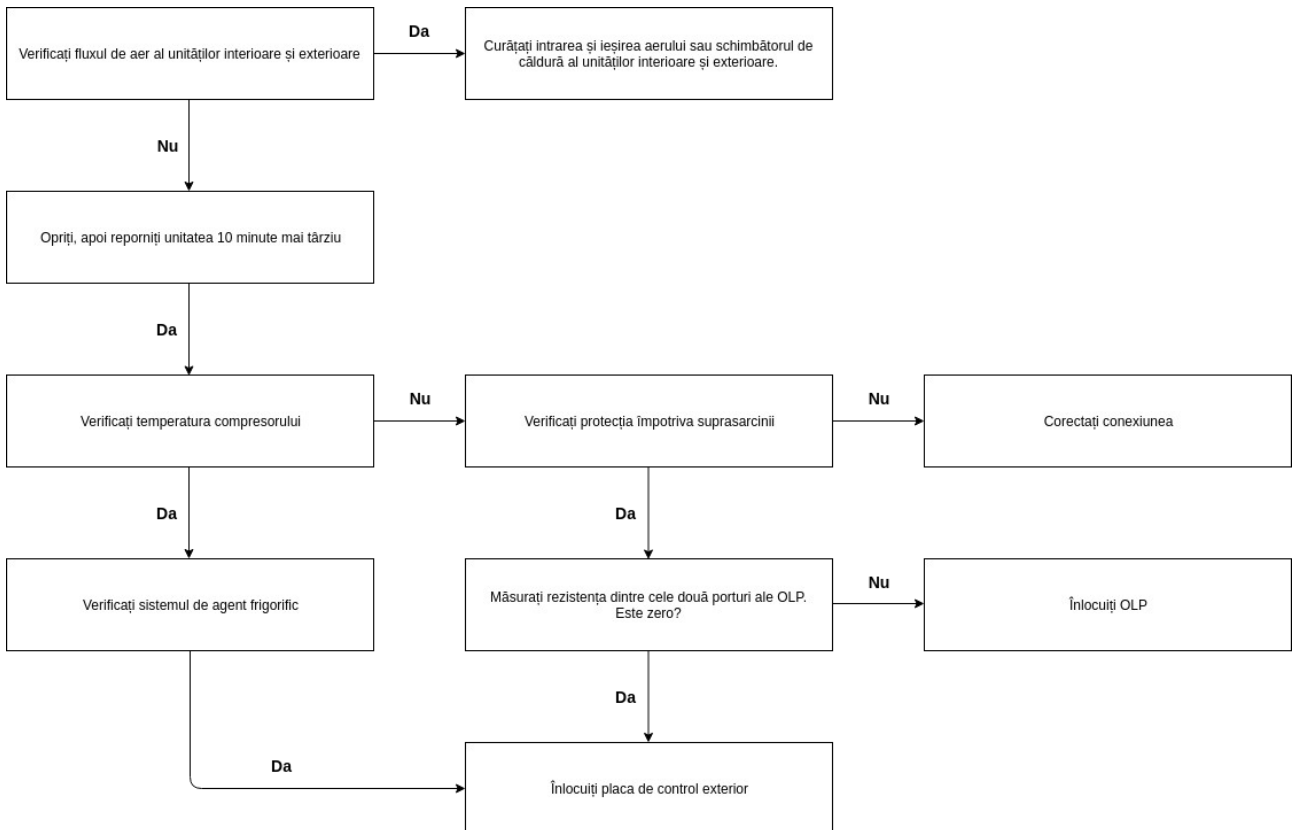 Verificați fluxul de aer al unităților interioare și exterioare
Da
Curățați intrarea și ieșirea aerului sau schimbătorul de
căldură al unităților interioare și exterioare.
Nu
Opriți, apoi reporniți unitatea 10 minute mai târziu
Da
Verificați temperatura compresorului
Nu
Verificați protecția împotriva suprasarcinii
Nu
Corectați conexiunea
Da
Da
Verificați sistemul de agent frigorific
Măsurați rezistența dintre cele două porturi ale OLP.
Este zero?
Nu
Înlocuiți OLP
Da
Da
Înlocuiți placa de control exterior